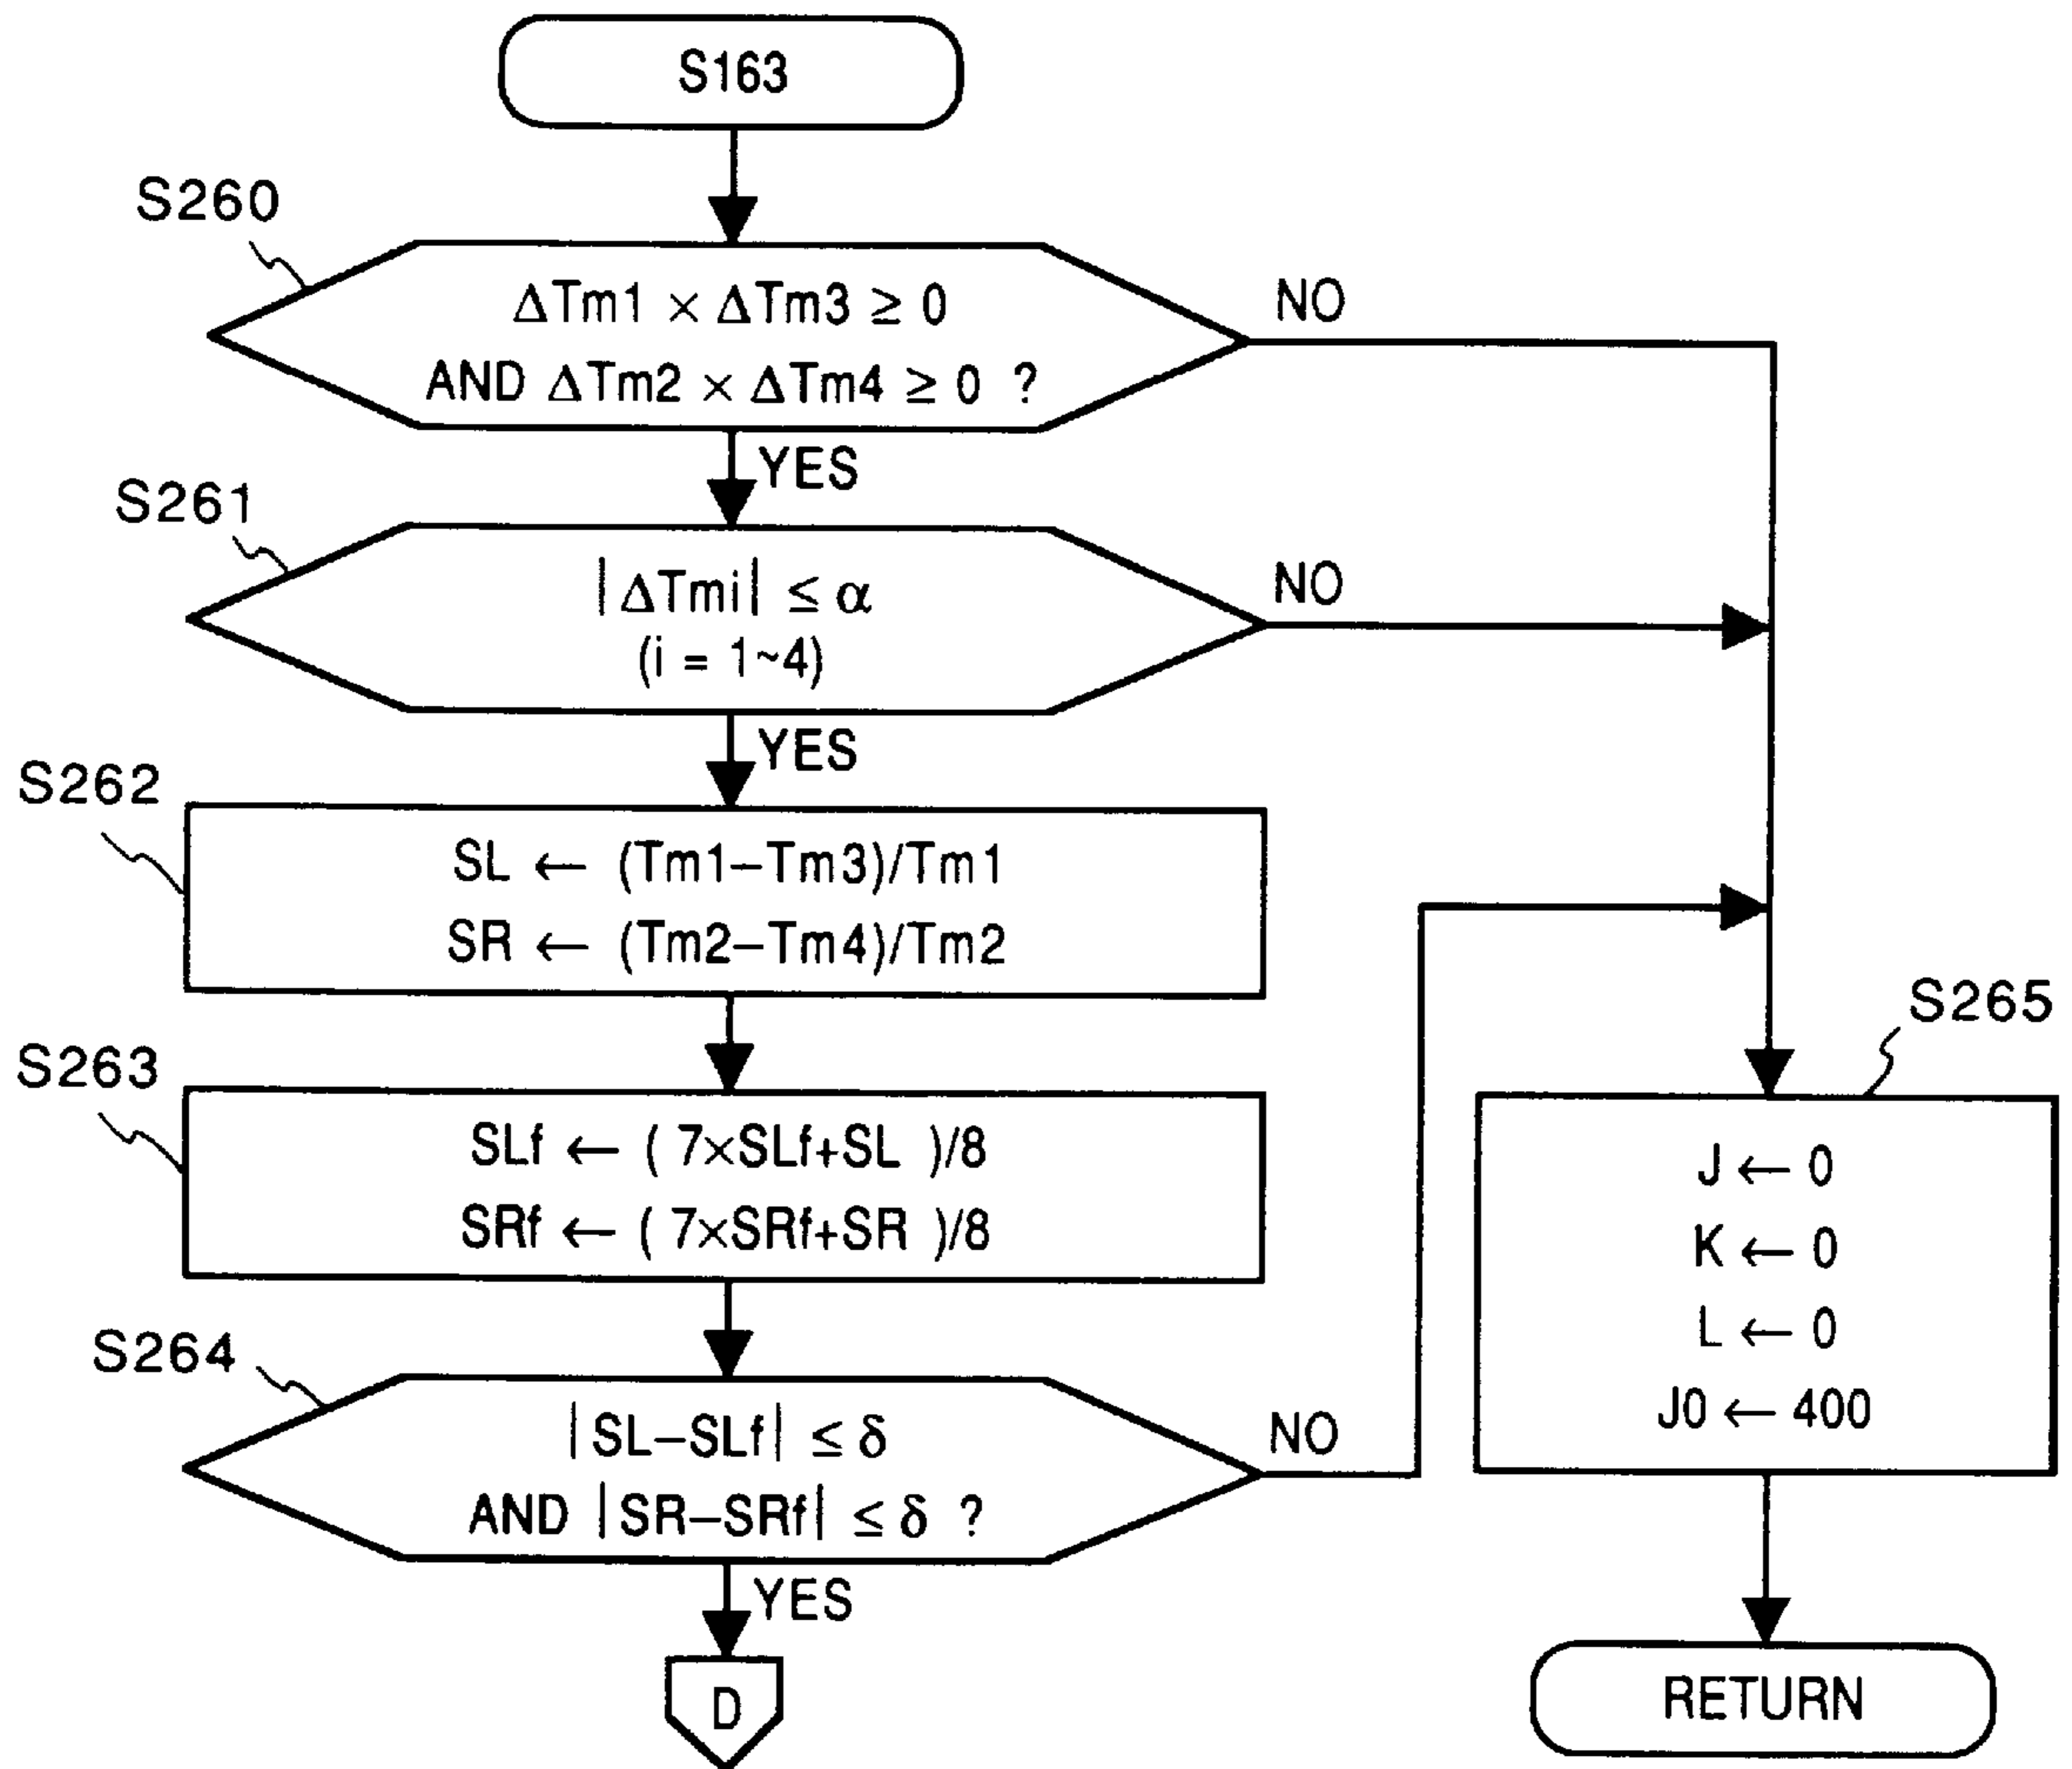 S163
S260
ΔTm1 × ΔTm3 ≥ 0
AND ΔTm2 × ΔTm4 ≥ 0 ?
NO
YES
S261
|ΔTmi| ≤ α
(i = 1~4)
NO
YES
S262
SL ← (Tm1−Tm3)/Tm1
SR ← (Tm2−Tm4)/Tm2
S263
SLf ← ( 7×SLf+SL )/8
SRf ← ( 7×SRf+SR )/8
S264
|SL−SLf| ≤ δ
AND |SR−SRf| ≤ δ ?
NO
YES
D
S265
J ← 0
K ← 0
L ← 0
J0 ← 400
RETURN